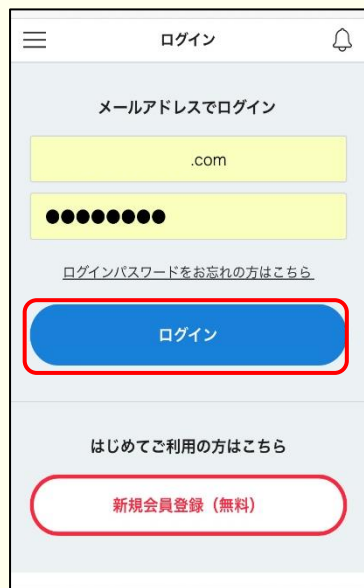 ログイン
メールアドレスでログイン
.com
●●●●●●●●
ログインパスワードをお忘れの方はこちら
ログイン
はじめてご利用の方はこちら
新規会員登録（無料）